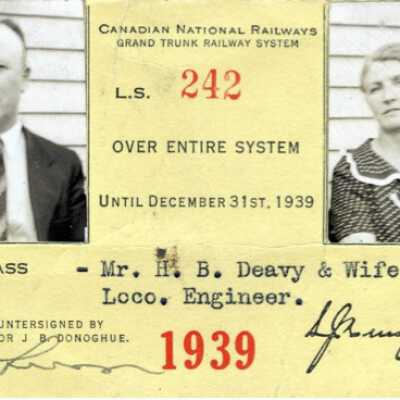 CANADIAN NATIONAL RAILWAYS
GRAND TRUNK RAILWAY SYSTEM
L.S. 242
OVER ENTIRE SYSTEM
UNTIL DECEMBER 31ST, 1939
ASS - Mr. H. B. Deavy & Wife
Loco. Engineer.
UNTERSIGNED BY
OR J. B. DONOGHUE.
1939